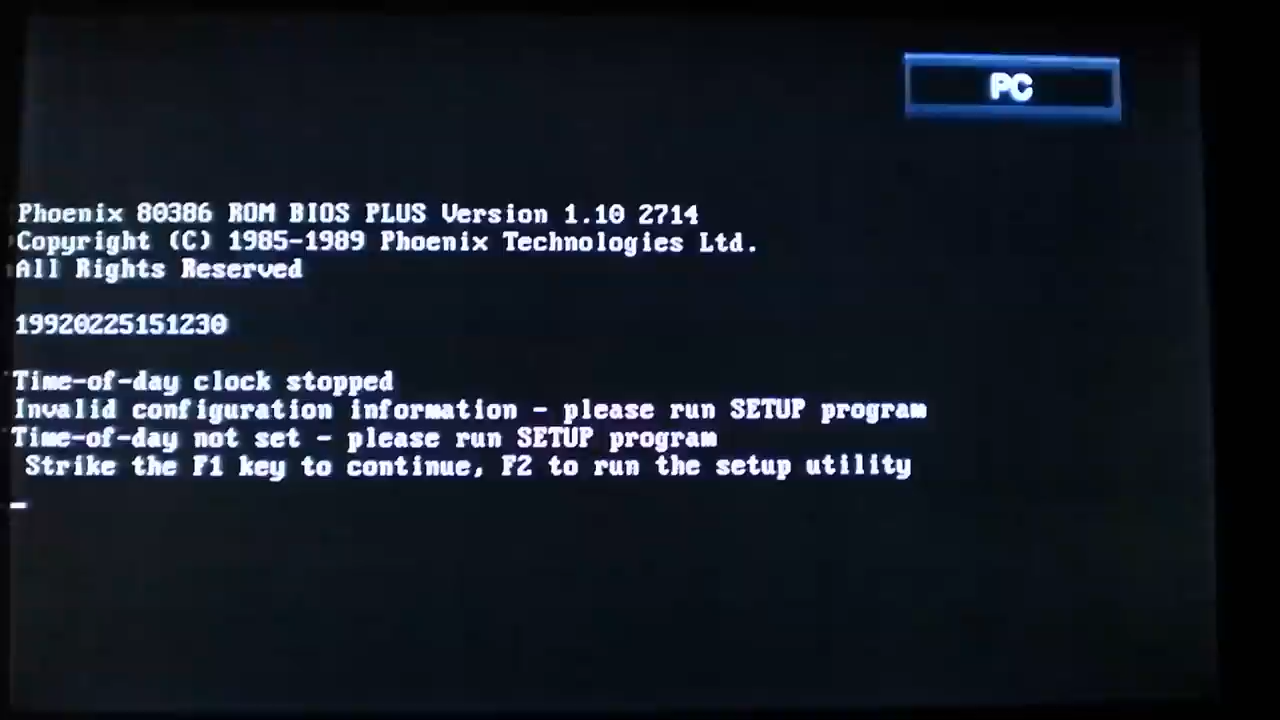 PC
Phoenix 80386 ROM BIOS PLUS Version 1.10 2714
Copyright (C) 1985-1989 Phoenix Technologies Ltd.
All Rights Reserved
19920225151230
Time-of-day clock stopped
Invalid configuration information - please run SETUP program
Time-of-day not set - please run SETUP program
Strike the F1 key to continue, F2 to run the setup utility